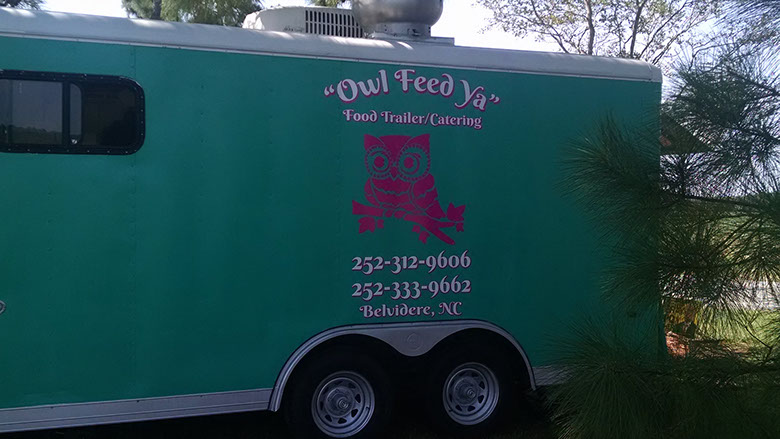 "Owl Feed Ya"
Food Trailer/Catering
252-312-9606
252-333-9662
Belvidere, NC